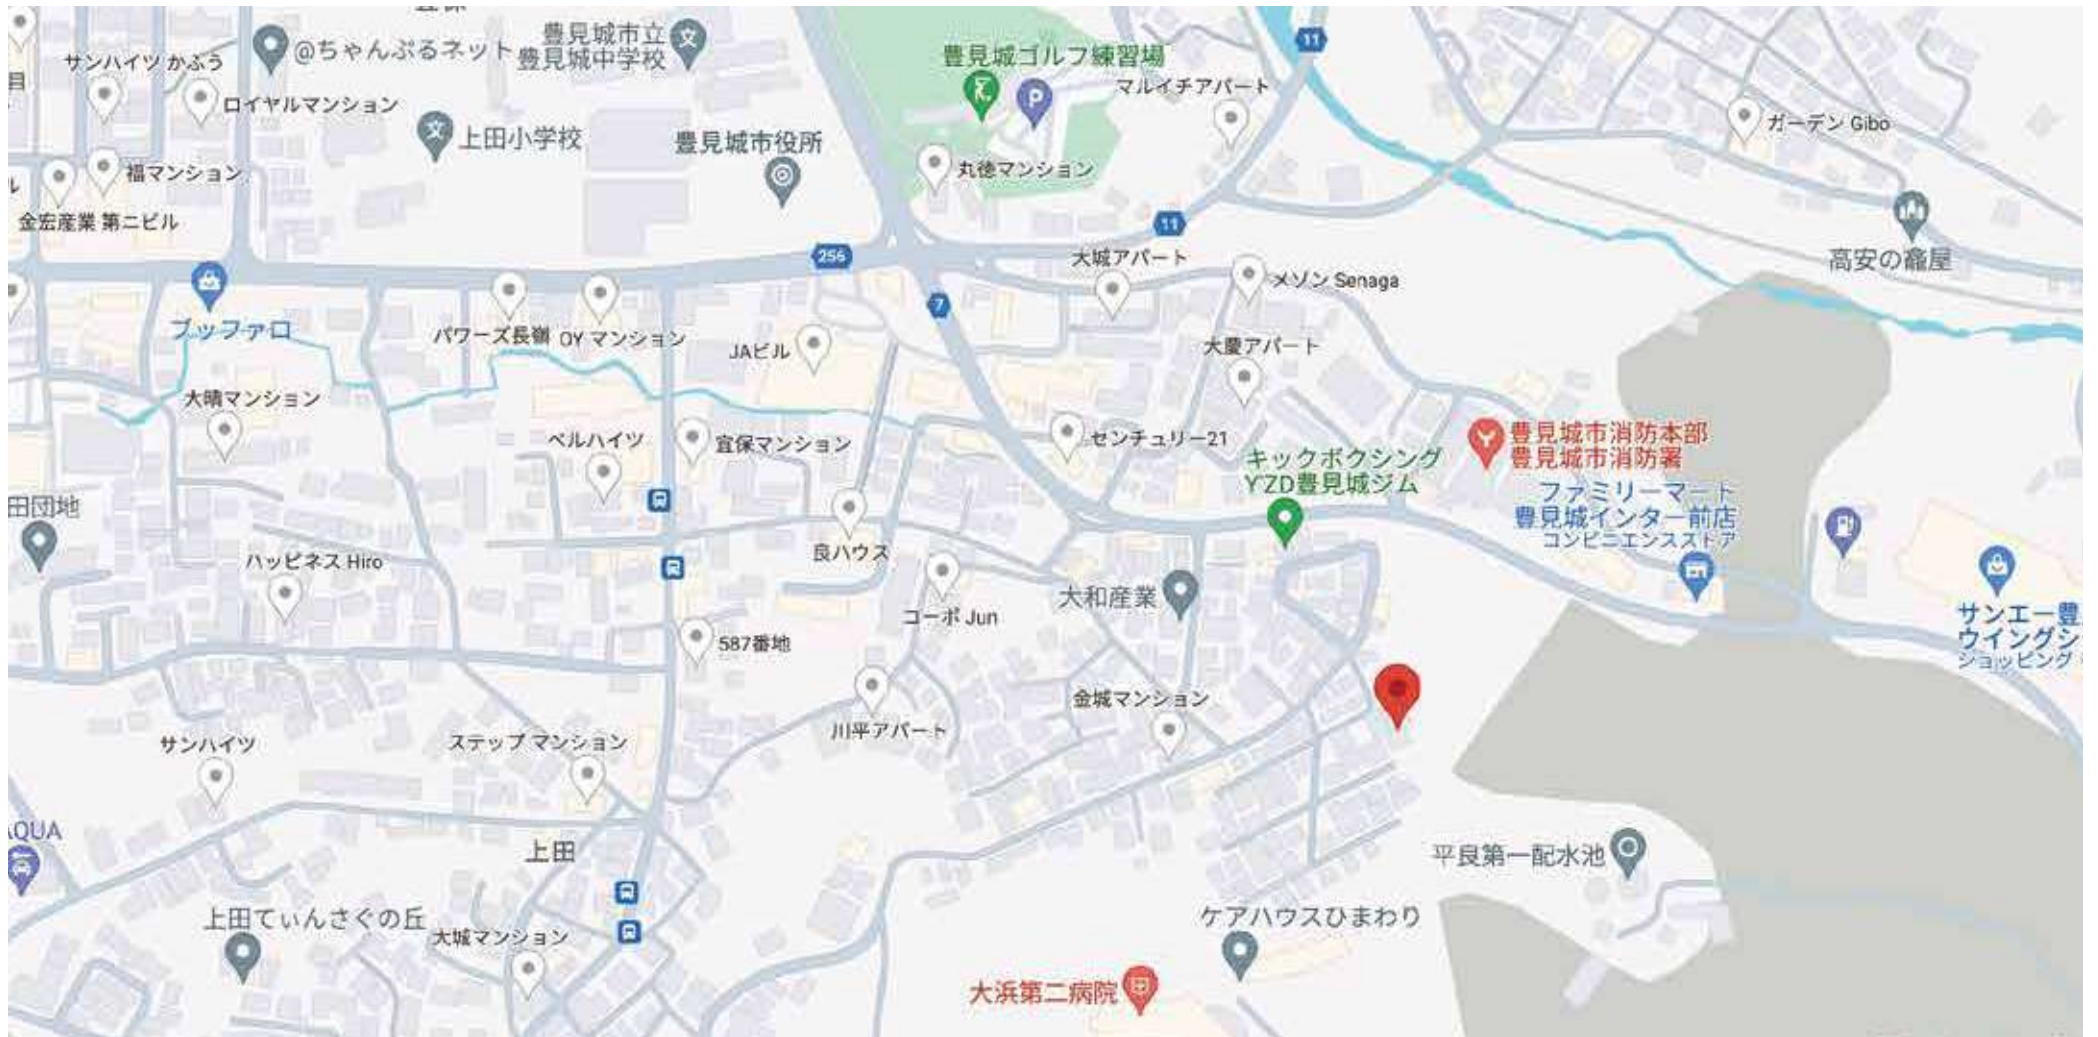 豊見城市立
豊見城中学校
@ちゃんぷるネット
サンハイツ かふう
ロイヤルマンション
上田小学校
豊見城市役所
豊見城ゴルフ練習場
P
マルイチアパート
11
ガーデン Gibo
福マンション
金宏産業 第二ビル
丸徳マンション
11
大城アパート
256
高安の龕屋
メゾン Senaga
7
ブッファロ
パワーズ長嶺
OY マンション
JAビル
大慶アパート
大晴マンション
ベルハイツ
宜保マンション
センチュリー21
豊見城市消防本部
豊見城市消防署
キックボクシング
Y'ZD豊見城ジム
ファミリーマート
豊見城インター前店
コンビニエンスストア
田団地
ハッピネス Hiro
良ハウス
大和産業
コーポ Jun
サンエー豊
ウイングシ
ショッピング
587番地
金城マンション
川平アパート
サンハイツ
ステップ マンション
上田
AQUA
平良第一配水池
上田てぃんさぐの丘
大城マンション
ケアハウスひまわり
大浜第二病院